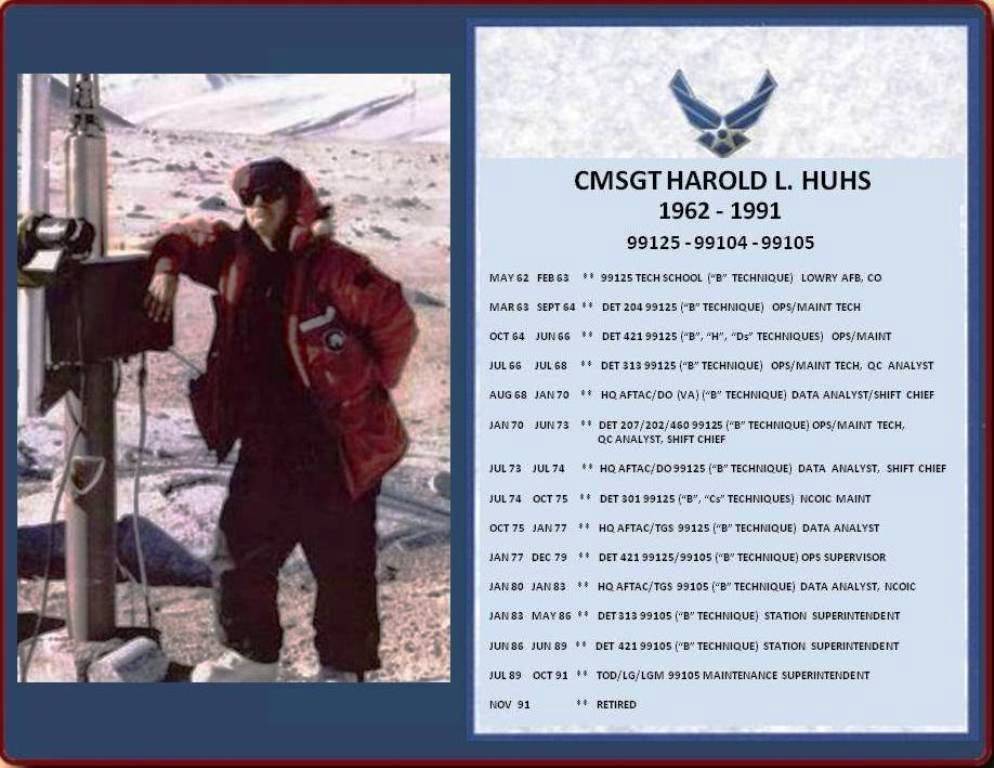 CMSGT HAROLD L. HUHS
1962 - 1991
99125 - 99104 - 99105
MAY 62 FEB 63 ** 99125 TECH SCHOOL ("B" TECHNIQUE) LOWRY AFB, CO
MAR 63 SEPT 64 ** DET 204 99125 ("B" TECHNIQUE) OPS/MAINT TECH
OCT 64 JUN 66 ** DET 421 99125 ("B", "H", "Ds" TECHNIQUES) OPS/MAINT
JUL 66 JUL 68 ** DET 313 99125 ("B" TECHNIQUE) OPS/MAINT TECH, QC ANALYST
AUG 68 JAN 70 ** HQ AFTAC/DO (VA) ("B" TECHNIQUE) DATA ANALYST/SHIFT CHIEF
JAN 70 JUN 73 ** DET 207/202/460 99125 ("B" TECHNIQUE) OPS/MAINT TECH,
QC ANALYST, SHIFT CHIEF
JUL 73 JUL 74 ** HQ AFTAC/DO 99125 ("B" TECHNIQUE) DATA ANALYST, SHIFT CHIEF
JUL 74 OCT 75 ** DET 301 99125 ("B", "Cs" TECHNIQUES) NCOIC MAINT
OCT 75 JAN 77 ** HQ AFTAC/TGS 99125 ("B" TECHNIQUE) DATA ANALYST
JAN 77 DEC 79 ** DET 421 99125/99105 ("B" TECHNIQUE) OPS SUPERVISOR
JAN 80 JAN 83 ** HQ AFTAC/TGS 99105 ("B" TECHNIQUE) DATA ANALYST, NCOIC
JAN 83 MAY 86 ** DET 313 99105 ("B" TECHNIQUE) STATION SUPERINTENDENT
JUN 86 JUN 89 ** DET 421 99105 ("B" TECHNIQUE) STATION SUPERINTENDENT
JUL 89 OCT 91 ** TOD/LG/LGM 99105 MAINTENANCE SUPERINTENDENT
NOV 91 ** RETIRED